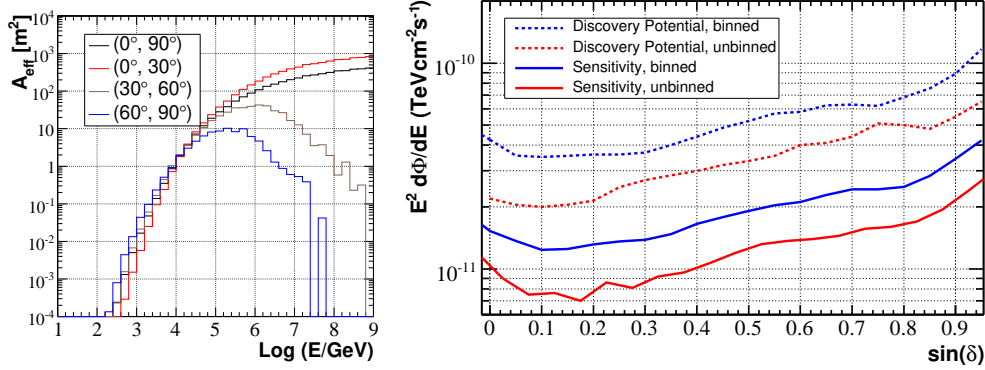 A_eff [m²]
10³
10²
10
1
10⁻¹
10⁻²
10⁻³
10⁻⁴
(0°, 90°)
(0°, 30°)
(30°, 60°)
(60°, 90°)
1 2 3 4 5 6 7 8 9
Log (E/GeV)
E² dΦ/dE (TeVcm⁻²s⁻¹)
10⁻¹⁰
10⁻¹¹
Discovery Potential, binned
Discovery Potential, unbinned
Sensitivity, binned
Sensitivity, unbinned
0 0.1 0.2 0.3 0.4 0.5 0.6 0.7 0.8 0.9
sin(δ)